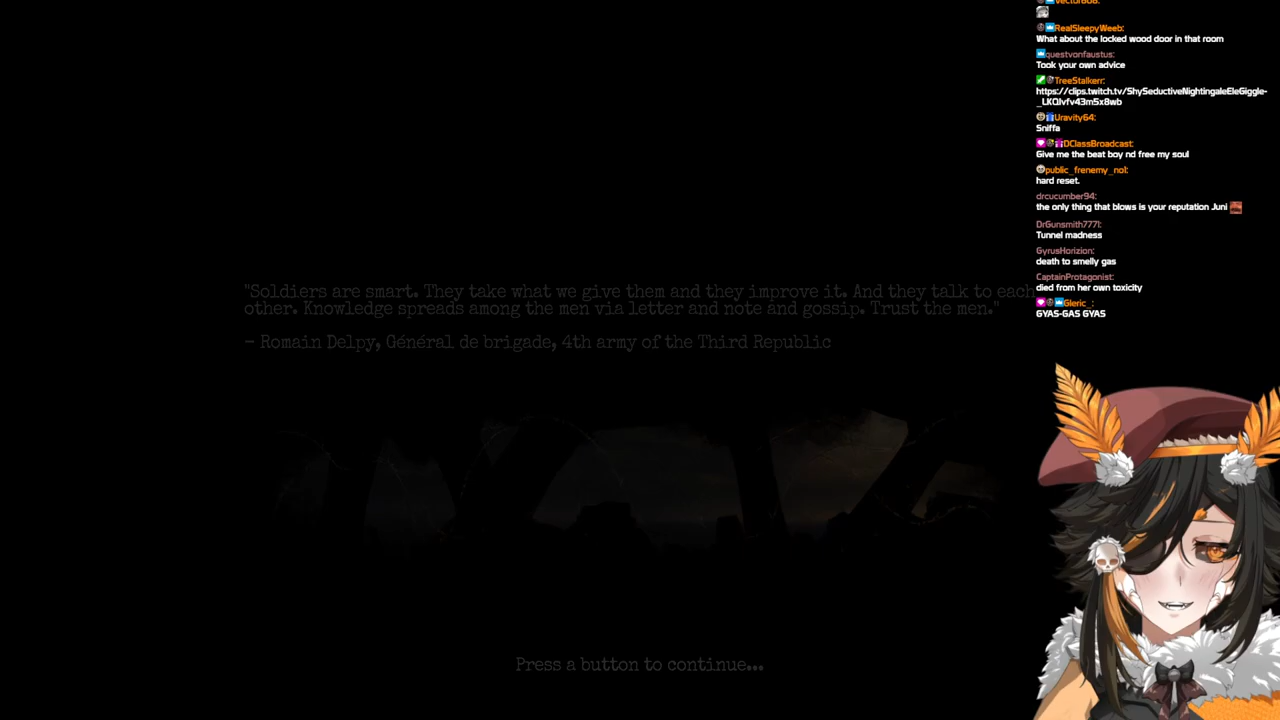 Vector808:
RealSleepyWeeb:
What about the locked wood door in that room
questvonfaustus:
Took your own advice
TreeStalkerr:
https://clips.twitch.tv/ShySeductiveNightingaleEleGiggle-
_LKQIvfv43m5x8wb
Uravity64:
Sniffa
DClassBroadcast:
Give me the beat boy nd free my soul
public_frenemy_no1:
hard reset.
drcucumber94:
the only thing that blows is your reputation Juni
DrGunsmith7771:
Tunnel madness
GyrusHorizion:
death to smelly gas
CaptainProtagonist:
died from her own toxicity
Gleric_:
GYAS-GAS GYAS
"Soldiers are smart. They take what we give them and they improve it. And they talk to each
other. Knowledge spreads among the men vris letter and note and gossip. Trust the men."
- Romain Delpy, Général de brigade, 4th army of the Third Republic
Press a button to continue...